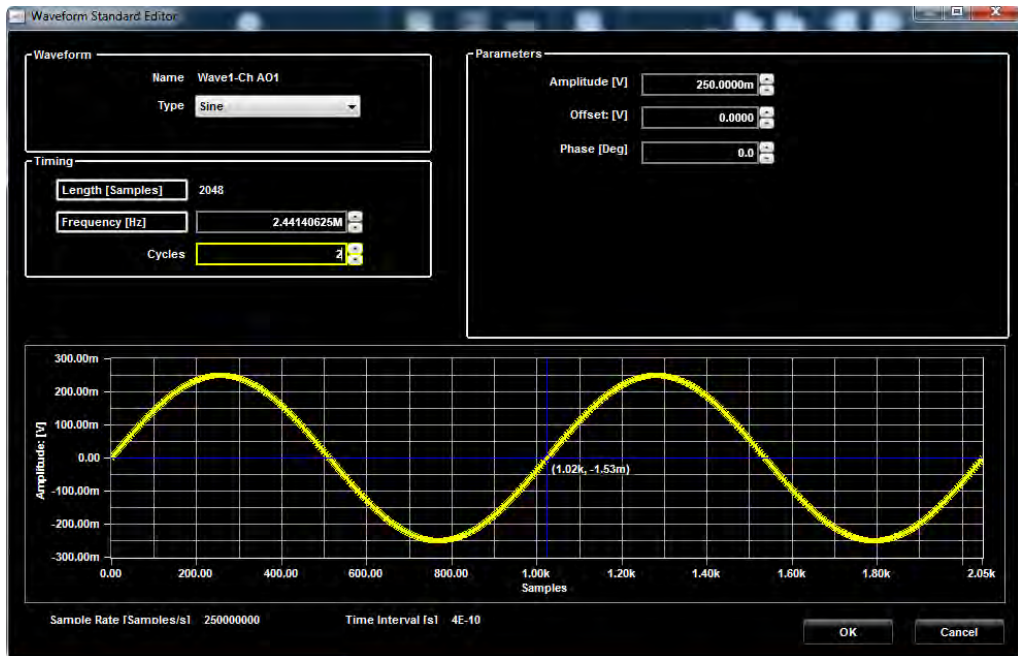 Waveform Standard Editor
Waveform
Name Wave1-Ch AO1
Type Sine
Timing
Length [Samples] 2048
Frequency [Hz] 2.44140625M
Cycles 2
Parameters
Amplitude [V] 250.0000m
Offset: [V] 0.0000
Phase [Deg] 0.0
Amplitude: [V]
300.00m
200.00m
100.00m
0.00
-100.00m
-200.00m
-300.00m
(1.02k, -1.53m)
0.00 200.00 400.00 600.00 800.00 1.00k 1.20k 1.40k 1.60k 1.80k 2.05k
Samples
Sample Rate [Samples/s] 250000000 Time Interval [s] 4E-10
OK Cancel